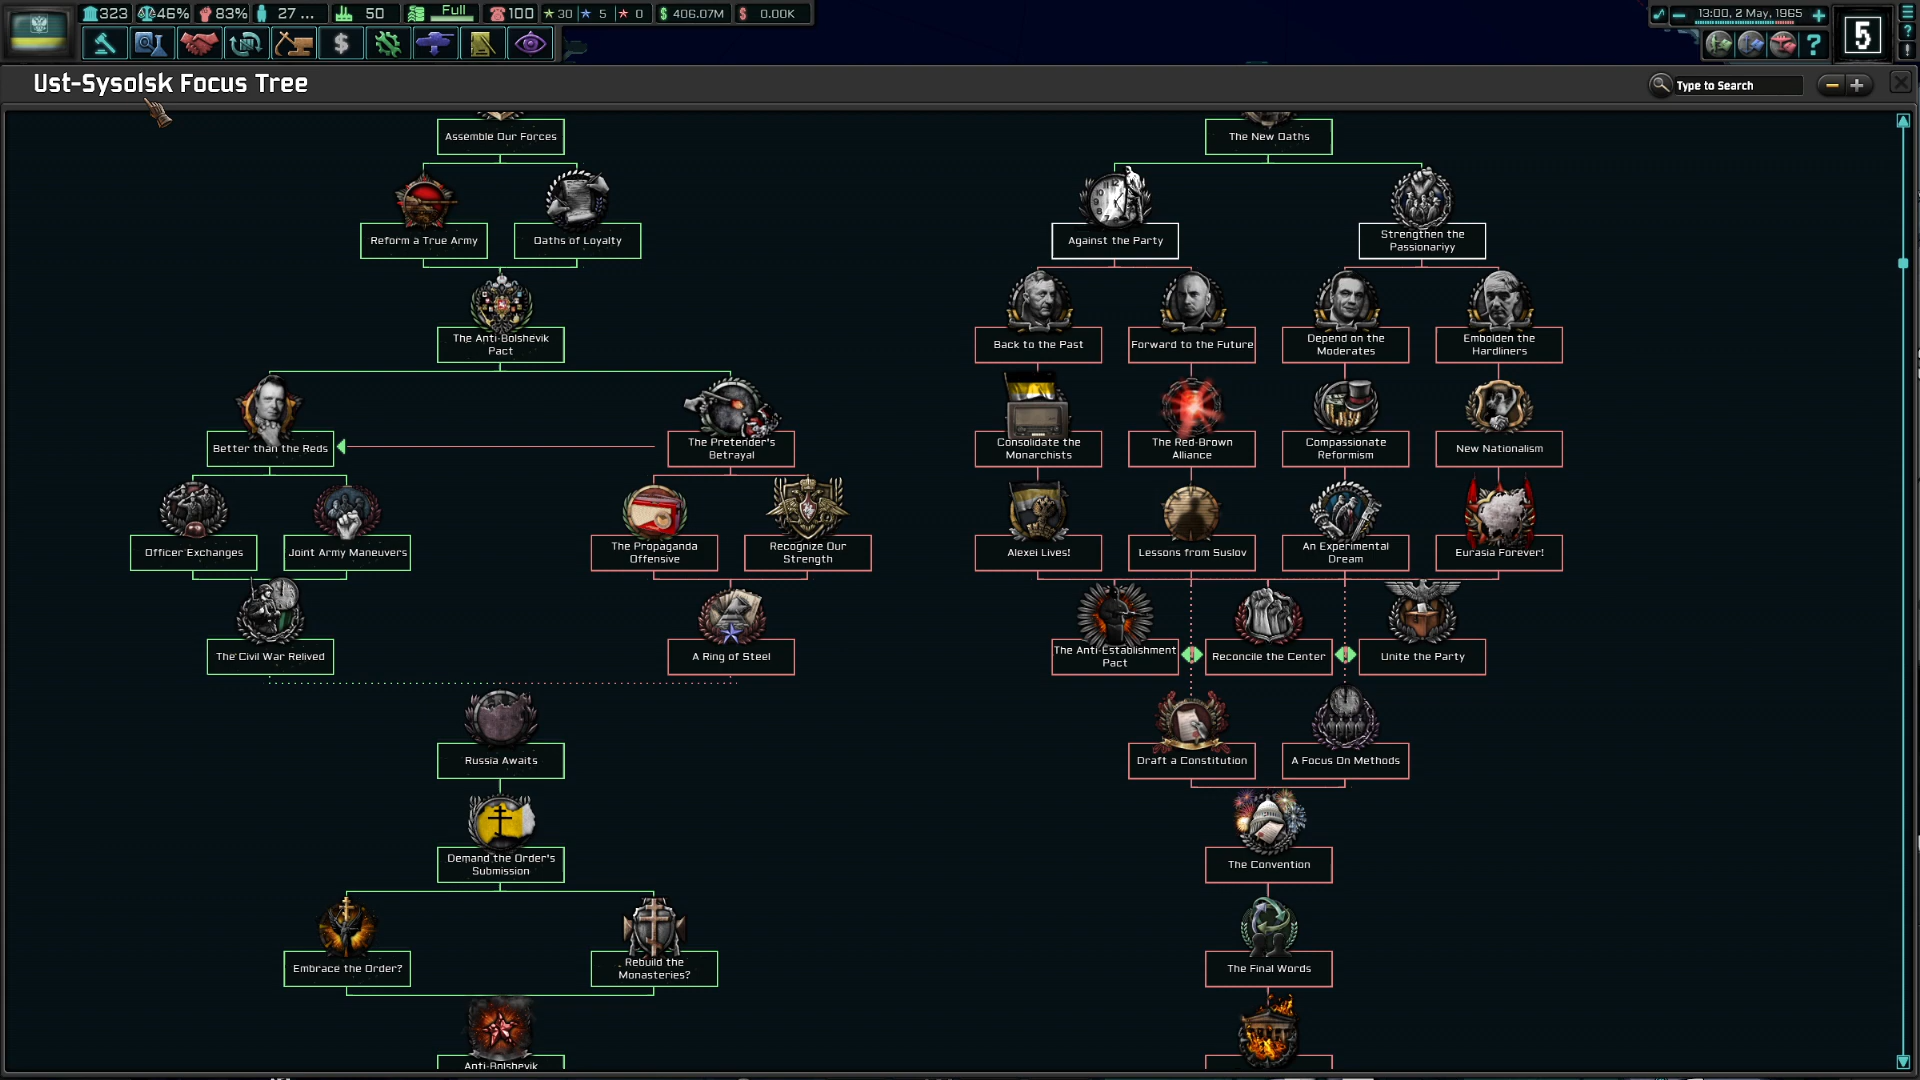 323 46% 83% 27 ... 50 Full 100 30 5 0 $ 406.07M $ 0.00K
13:00, 2 May, 1965
5
Ust-Sysolsk Focus Tree
Type to Search
Assemble Our Forces
The New Oaths
Reform a True Army
Oaths of Loyalty
Against the Party
Strengthen the
Passionariyy
The Anti-Bolshevik
Pact
Back to the Past
Forward to the Future
Depend on the
Moderates
Embolden the
Hardliners
Better than the Reds
The Pretender's
Betrayal
Consolidate the
Monarchists
The Red-Brown
Alliance
Compassionate
Reformism
New Nationalism
Officer Exchanges
Joint Army Maneuvers
The Propaganda
Offensive
Recognize Our
Strength
Alexei Lives!
Lessons from Suslov
An Experimental
Dream
Eurasia Forever!
The Civil War Relived
A Ring of Steel
The Anti-Establishment
Pact
Reconcile the Center
Unite the Party
Russia Awaits
Draft a Constitution
A Focus On Methods
Demand the Order's
Submission
The Convention
Embrace the Order?
Rebuild the
Monasteries?
The Final Words
Anti-Bolshevik